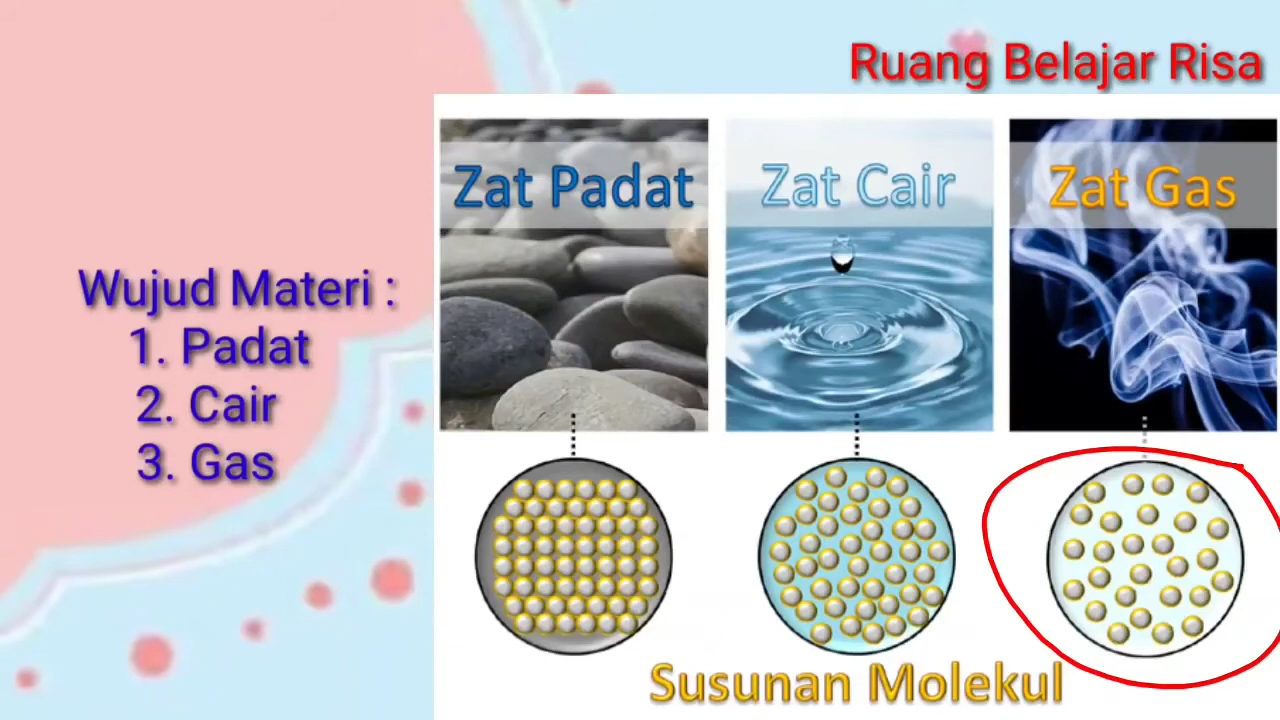 Ruang Belajar Risa
Wujud Materi :
1. Padat
2. Cair
3. Gas
Zat Padat
Zat Cair
Zat Gas
Susunan Molekul